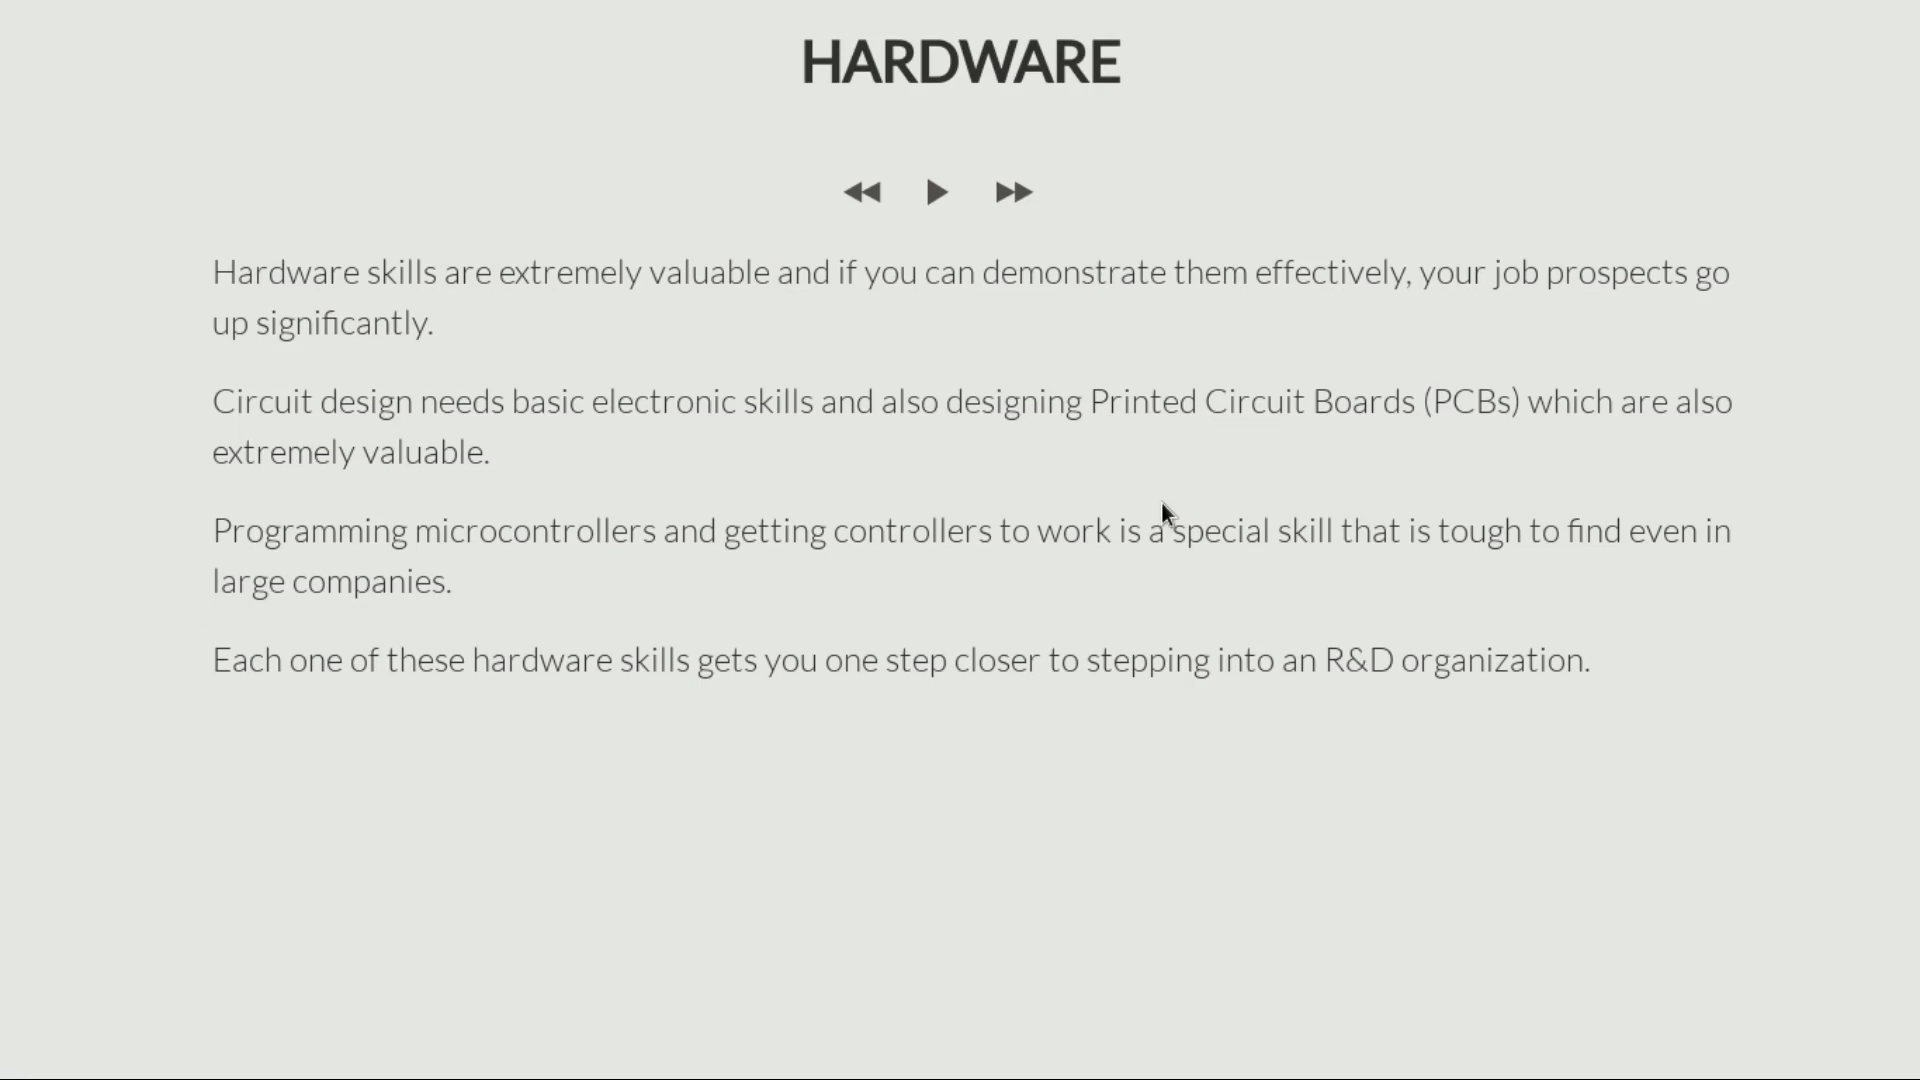 HARDWARE
Hardware skills are extremely valuable and if you can demonstrate them effectively, your job prospects go
up significantly.
Circuit design needs basic electronic skills and also designing Printed Circuit Boards (PCBs) which are also
extremely valuable.
Programming microcontrollers and getting controllers to work is a special skill that is tough to find even in
large companies.
Each one of these hardware skills gets you one step closer to stepping into an R&D organization.